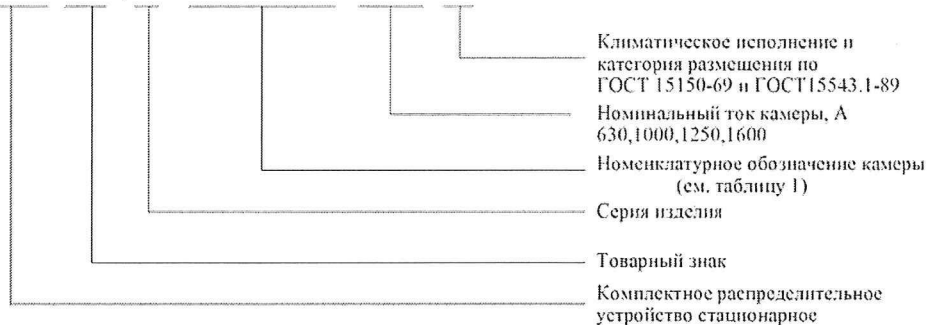 Климатическое исполнение и
категория размещения по
ГОСТ 15150-69 и ГОСТ15543.1-89
Номинальный ток камеры, А
630,1000,1250,1600
Номенклатурное обозначение камеры
(см. таблицу 1)
Серия изделия
Товарный знак
Комплектное распределительное
устройство стационарное